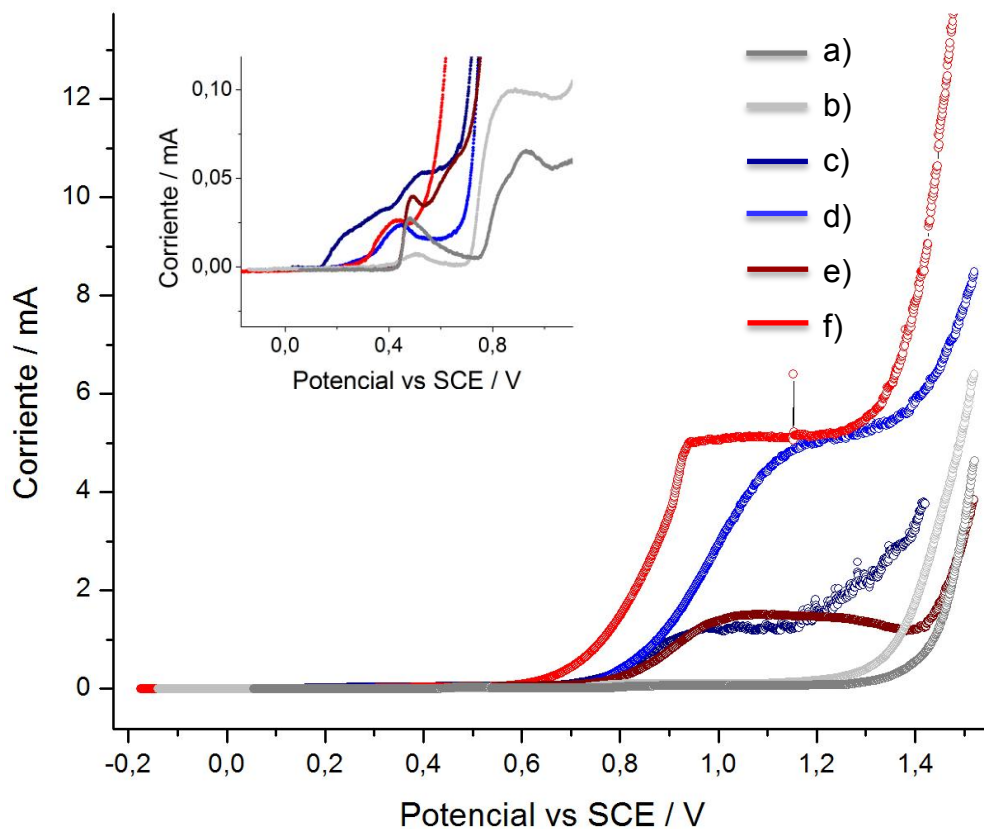 12
10
8
6
4
2
0
Corriente / mA
-0,2
0,0
0,2
0,4
0,6
0,8
1,0
1,2
1,4
Potencial vs SCE / V
0,10
0,05
0,00
Corriente / mA
0,0
0,4
0,8
Potencial vs SCE / V
a)
b)
c)
d)
e)
f)